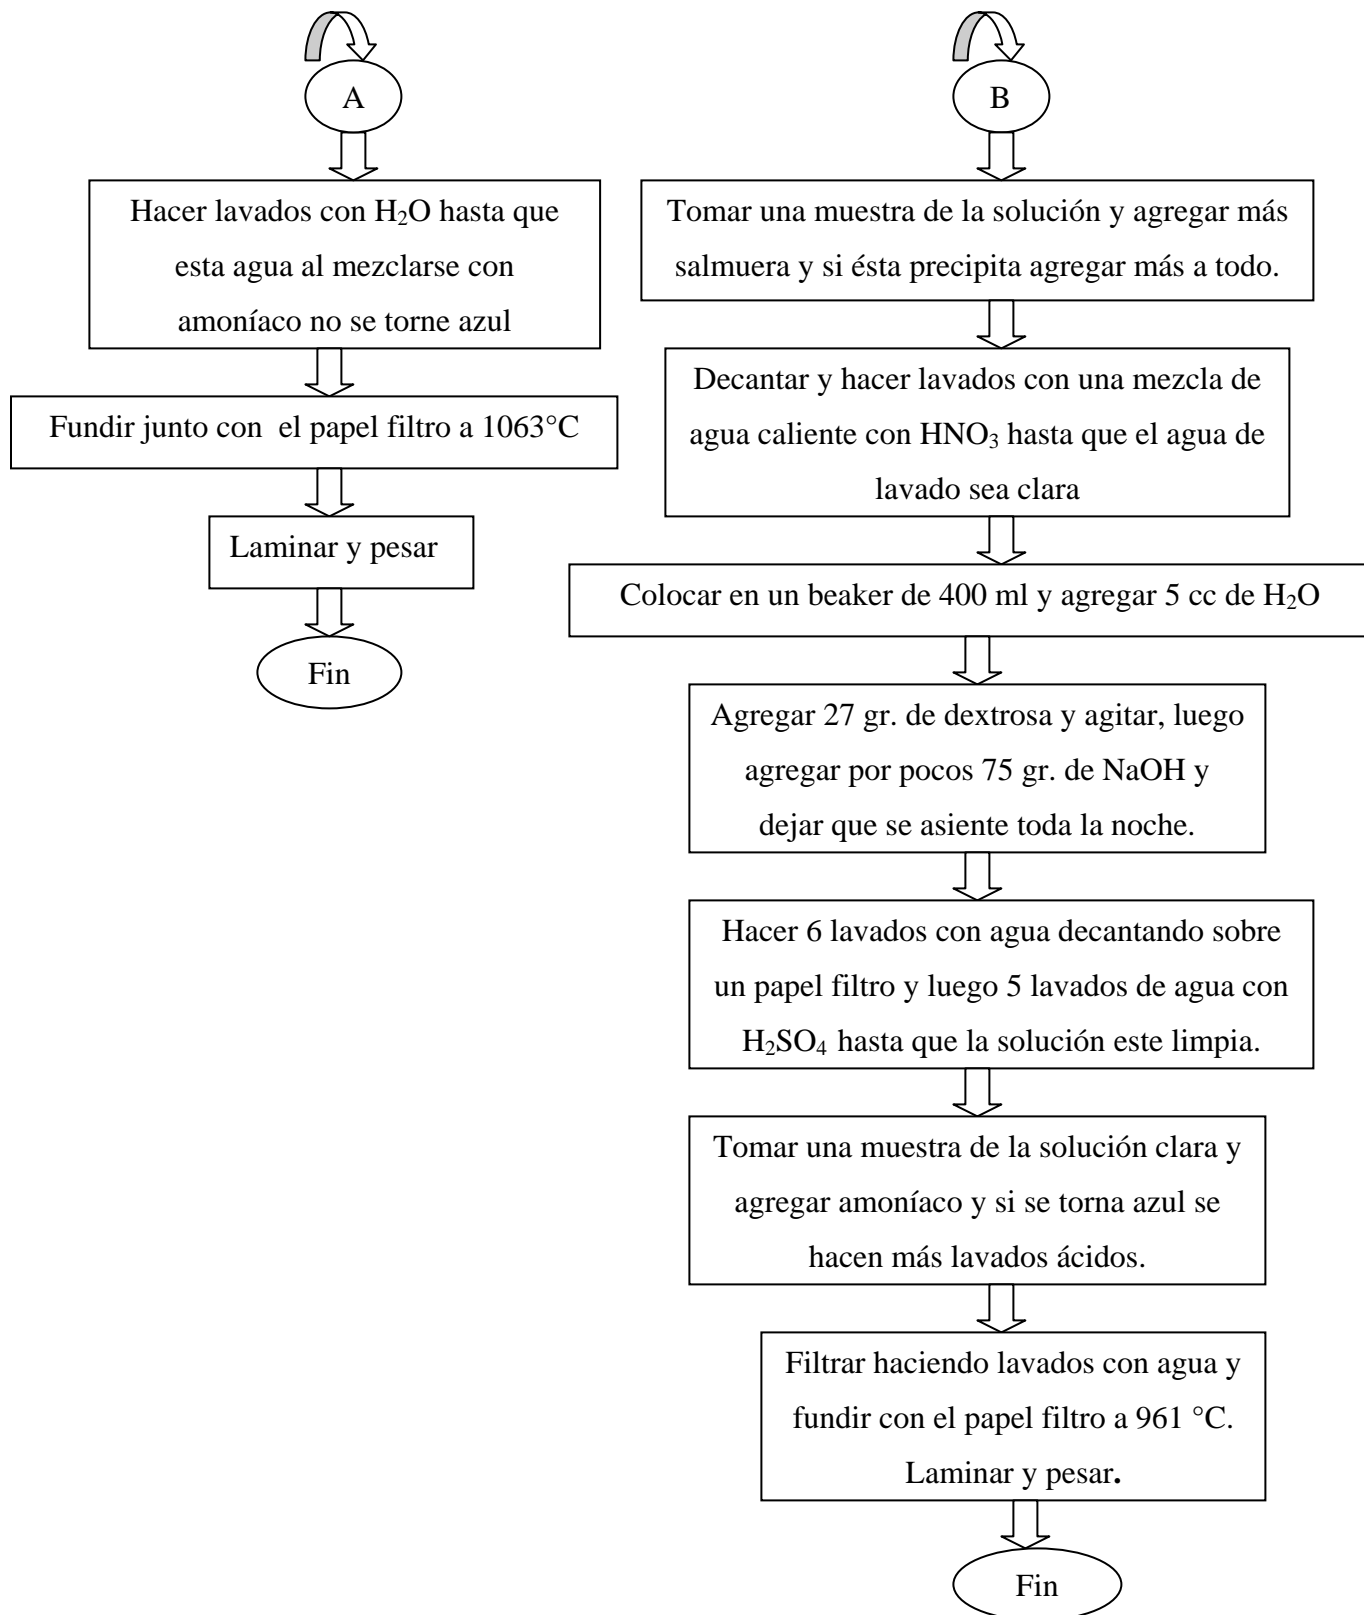 A
Hacer lavados con H₂O hasta que
esta agua al mezclarse con
amoníaco no se torne azul
Fundir junto con el papel filtro a 1063°C
Laminar y pesar
Fin
B
Tomar una muestra de la solución y agregar más
salmuera y si ésta precipita agregar más a todo.
Decantar y hacer lavados con una mezcla de
agua caliente con HNO₃ hasta que el agua de
lavado sea clara
Colocar en un beaker de 400 ml y agregar 5 cc de H₂O
Agregar 27 gr. de dextrosa y agitar, luego
agregar por pocos 75 gr. de NaOH y
dejar que se asiente toda la noche.
Hacer 6 lavados con agua decantando sobre
un papel filtro y luego 5 lavados de agua con
H₂SO₄ hasta que la solución este limpia.
Tomar una muestra de la solución clara y
agregar amoníaco y si se torna azul se
hacen más lavados ácidos.
Filtrar haciendo lavados con agua y
fundir con el papel filtro a 961 °C.
Laminar y pesar.
Fin